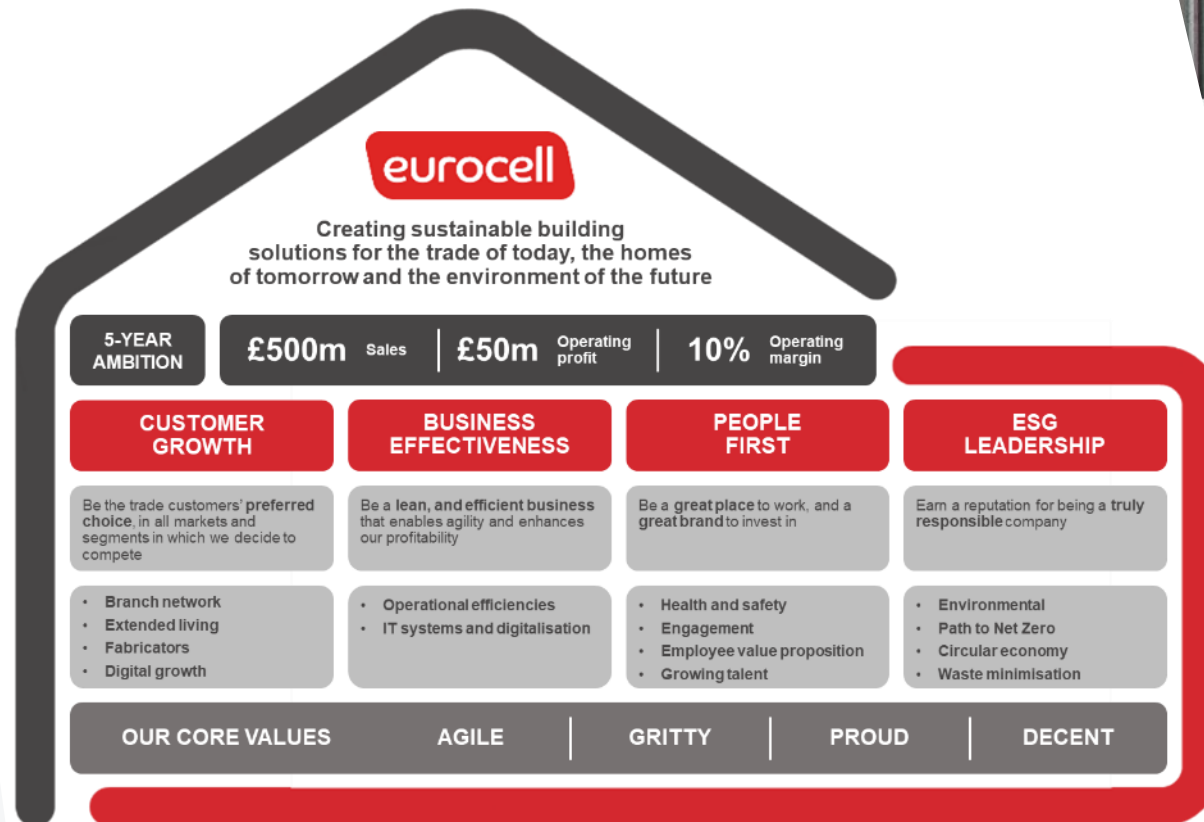 eurocell
Creating sustainable building
solutions for the trade of today, the homes
of tomorrow and the environment of the future
5-YEAR
AMBITION
£500m Sales
£50m Operating
profit
10% Operating
margin
CUSTOMER
GROWTH
Be the trade customers' preferred
choice, in all markets and
segments in which we decide to
compete
• Branch network
• Extended living
• Fabricators
• Digital growth
BUSINESS
EFFECTIVENESS
Be a lean, and efficient business
that enables agility and enhances
our profitability
• Operational efficiencies
• IT systems and digitalisation
PEOPLE
FIRST
Be a great place to work, and a
great brand to invest in
• Health and safety
• Engagement
• Employee value proposition
• Growing talent
ESG
LEADERSHIP
Earn a reputation for being a truly
responsible company
• Environmental
• Path to Net Zero
• Circular economy
• Waste minimisation
OUR CORE VALUES AGILE GRITTY PROUD DECENT